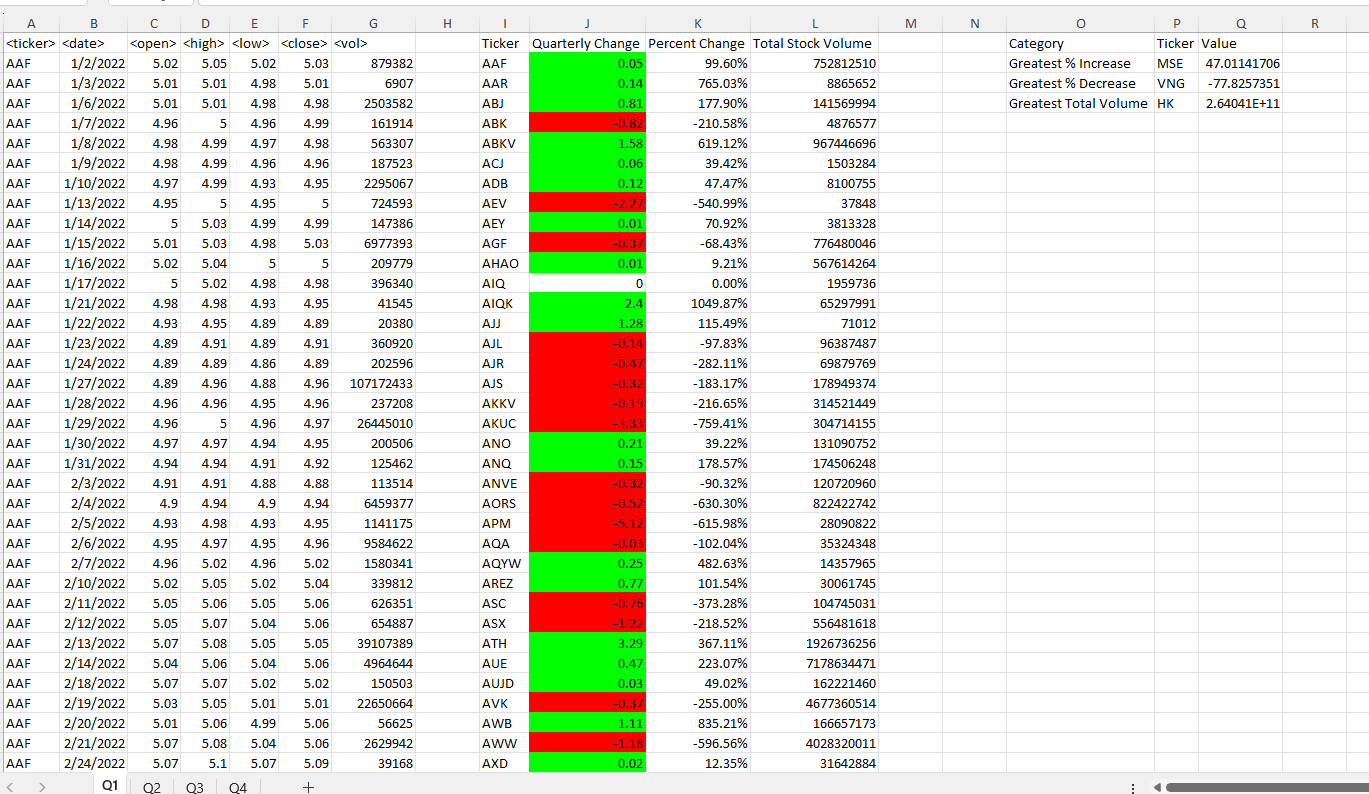 A B C D E F G H I J K L M N O P Q R
<ticker> <date> <open> <high> <low> <close> <vol> Ticker Quarterly Change Percent Change Total Stock Volume Category Ticker Value
AAF 1/2/2022 5.02 5.05 5.02 5.03 879382 AAF 0.05 99.60% 752812510 Greatest % Increase MSE 47.01141706
AAF 1/3/2022 5.01 5.01 4.98 5.01 6907 AAR 0.14 765.03% 8865652 Greatest % Decrease VNG -77.8257351
AAF 1/6/2022 5.01 5.01 4.98 4.98 2503582 ABJ 0.81 177.90% 141569994 Greatest Total Volume HK 2.64041E+11
AAF 1/7/2022 4.96 5 4.96 4.99 161914 ABK -0.82 -210.58% 4876577
AAF 1/8/2022 4.98 4.99 4.97 4.98 563307 ABKV 1.58 619.12% 967446696
AAF 1/9/2022 4.98 4.99 4.96 4.96 187523 ACJ 0.06 39.42% 1503284
AAF 1/10/2022 4.97 4.99 4.93 4.95 2295067 ADB 0.12 47.47% 8100755
AAF 1/13/2022 4.95 5 4.95 5 724593 AEV -2.27 -540.99% 37848
AAF 1/14/2022 5 5.03 4.99 4.99 147386 AEY 0.01 70.92% 3813328
AAF 1/15/2022 5.01 5.03 4.98 5.03 6977393 AGF -0.37 -68.43% 776480046
AAF 1/16/2022 5.02 5.04 5 5 209779 AHAO 0.01 9.21% 567614264
AAF 1/17/2022 5 5.02 4.98 4.98 396340 AIQ 0 0.00% 1959736
AAF 1/21/2022 4.98 4.98 4.93 4.95 41545 AIQK 2.4 1049.87% 65297991
AAF 1/22/2022 4.93 4.95 4.89 4.89 20380 AJJ 1.28 115.49% 71012
AAF 1/23/2022 4.89 4.91 4.89 4.91 360920 AJL -0.14 -97.83% 96387487
AAF 1/24/2022 4.89 4.89 4.86 4.89 202596 AJR -0.47 -282.11% 69879769
AAF 1/27/2022 4.89 4.96 4.88 4.96 107172433 AJS -0.32 -183.17% 178949374
AAF 1/28/2022 4.96 4.96 4.95 4.96 237208 AKKV -0.19 -216.65% 314521449
AAF 1/29/2022 4.96 5 4.96 4.97 26445010 AKUC -3.33 -759.41% 304714155
AAF 1/30/2022 4.97 4.97 4.94 4.95 200506 ANO 0.21 39.22% 131090752
AAF 1/31/2022 4.94 4.94 4.91 4.92 125462 ANQ 0.15 178.57% 174506248
AAF 2/3/2022 4.91 4.91 4.88 4.88 113514 ANVE -0.32 -90.32% 120720960
AAF 2/4/2022 4.9 4.94 4.9 4.94 6459377 AORS -0.52 -630.30% 822422742
AAF 2/5/2022 4.93 4.98 4.93 4.95 1141175 APM -5.12 -615.98% 28090822
AAF 2/6/2022 4.95 4.97 4.95 4.96 9584622 AQA -0.03 -102.04% 35324348
AAF 2/7/2022 4.96 5.02 4.96 5.02 1580341 AQYW 0.25 482.63% 14357965
AAF 2/10/2022 5.02 5.05 5.02 5.04 339812 AREZ 0.77 101.54% 30061745
AAF 2/11/2022 5.05 5.06 5.05 5.06 626351 ASC -0.76 -373.28% 104745031
AAF 2/12/2022 5.05 5.07 5.04 5.06 654887 ASX -1.22 -218.52% 556481618
AAF 2/13/2022 5.07 5.08 5.05 5.05 39107389 ATH 3.29 367.11% 1926736256
AAF 2/14/2022 5.04 5.06 5.04 5.06 4964644 AUE 0.47 223.07% 7178634471
AAF 2/18/2022 5.07 5.07 5.02 5.02 150503 AUJD 0.03 49.02% 162221460
AAF 2/19/2022 5.03 5.05 5.01 5.01 22650664 AVK -0.37 -255.00% 4677360514
AAF 2/20/2022 5.01 5.06 4.99 5.06 56625 AWB 1.11 835.21% 166657173
AAF 2/21/2022 5.07 5.08 5.04 5.06 2629942 AWW -1.18 -596.56% 4028320011
AAF 2/24/2022 5.07 5.1 5.07 5.09 39168 AXD 0.02 12.35% 31642884
Q1 Q2 Q3 Q4 +